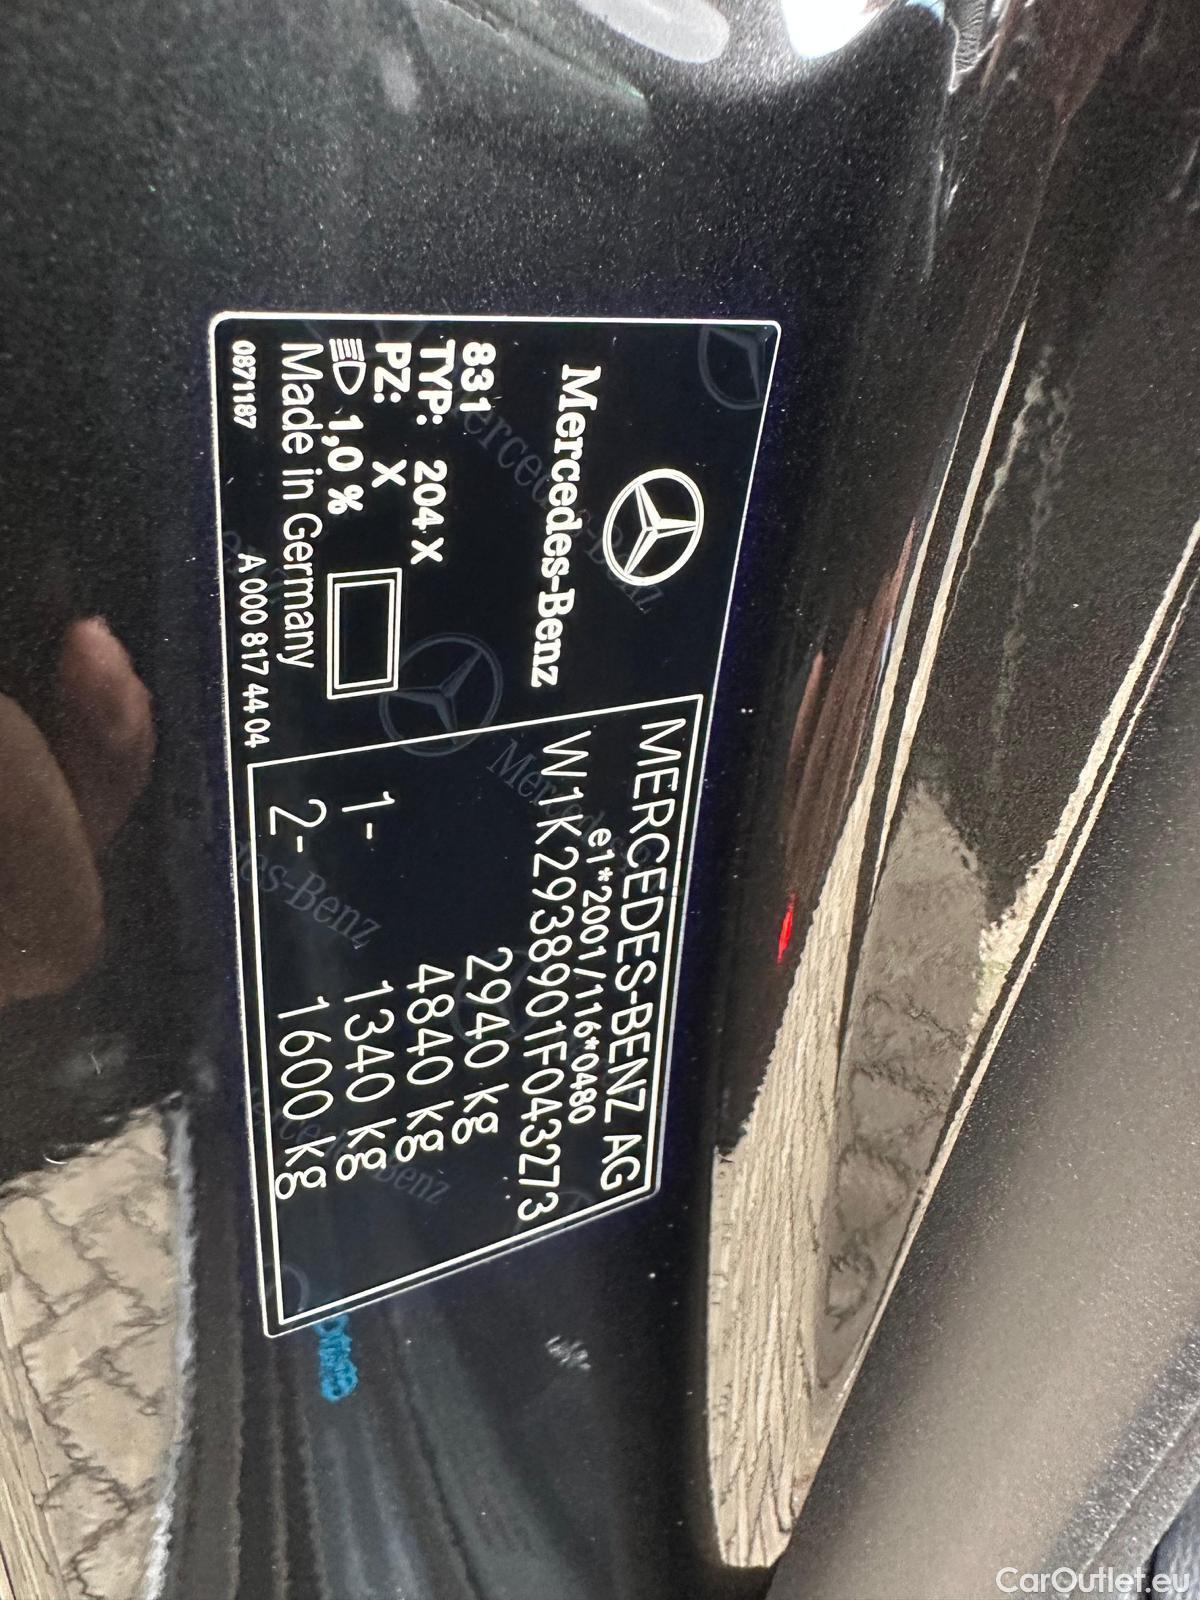 Mercedes-Benz
831
TYP: 204 X
PZ: X
1,0 %
Made in Germany
0871187 A 000 817 44 04
MERCEDES-BENZ AG
e1*2001/116*0480
W1K2938901F043273
2940 kg
4840 kg
1- 1340 kg
2- 1600 kg
CarOutlet.eu